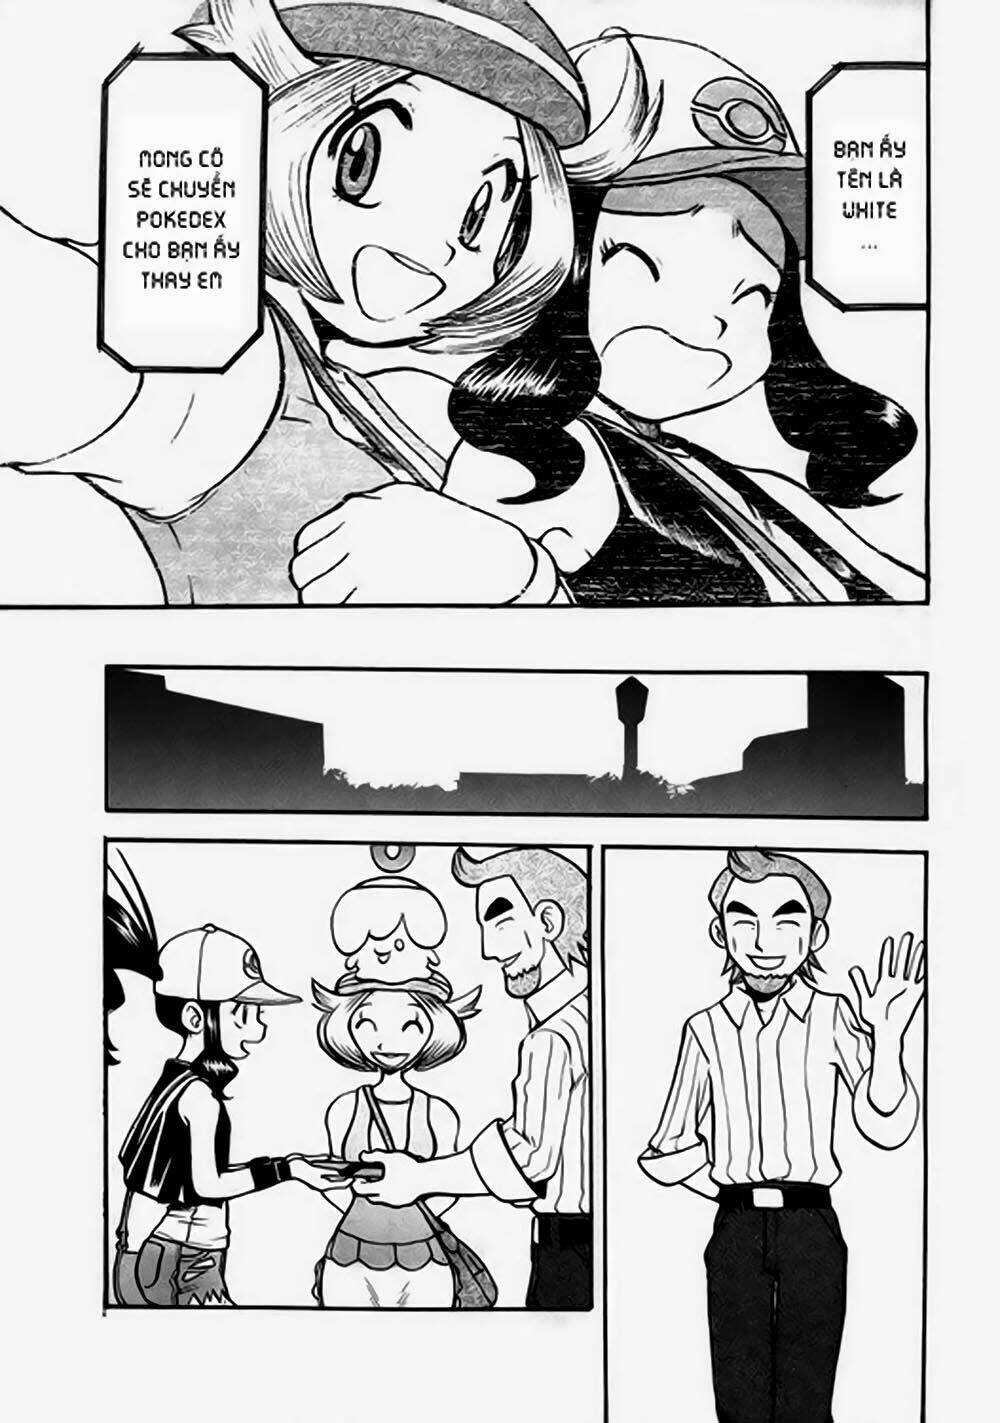 BẠN ẤY
TÊN LÀ
WHITE
...
MONG CÔ
SẼ CHUYỂN
POKEDEX
CHO BẠN ẤY
THAY EM